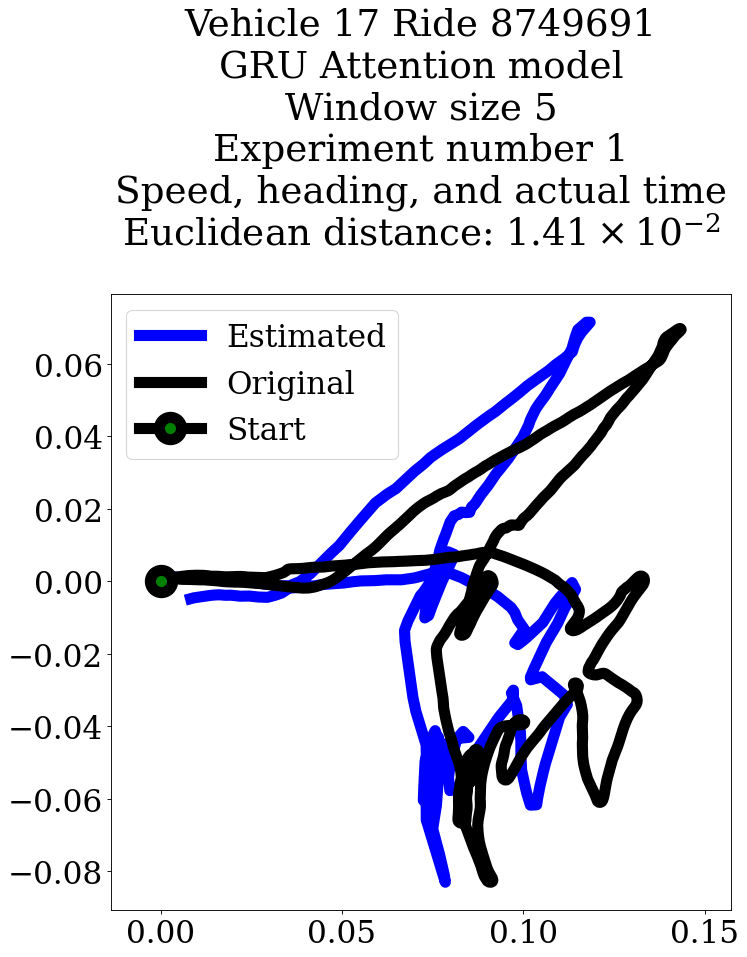 Vehicle 17 Ride 8749691
GRU Attention model
Window size 5
Experiment number 1
Speed, heading, and actual time
Euclidean distance: 1.41 × 10⁻²
Estimated
Original
Start
0.06
0.04
0.02
0.00
−0.02
−0.04
−0.06
−0.08
0.00 0.05 0.10 0.15